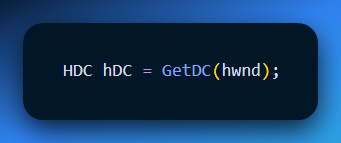 HDC hDC = GetDC(hwnd);